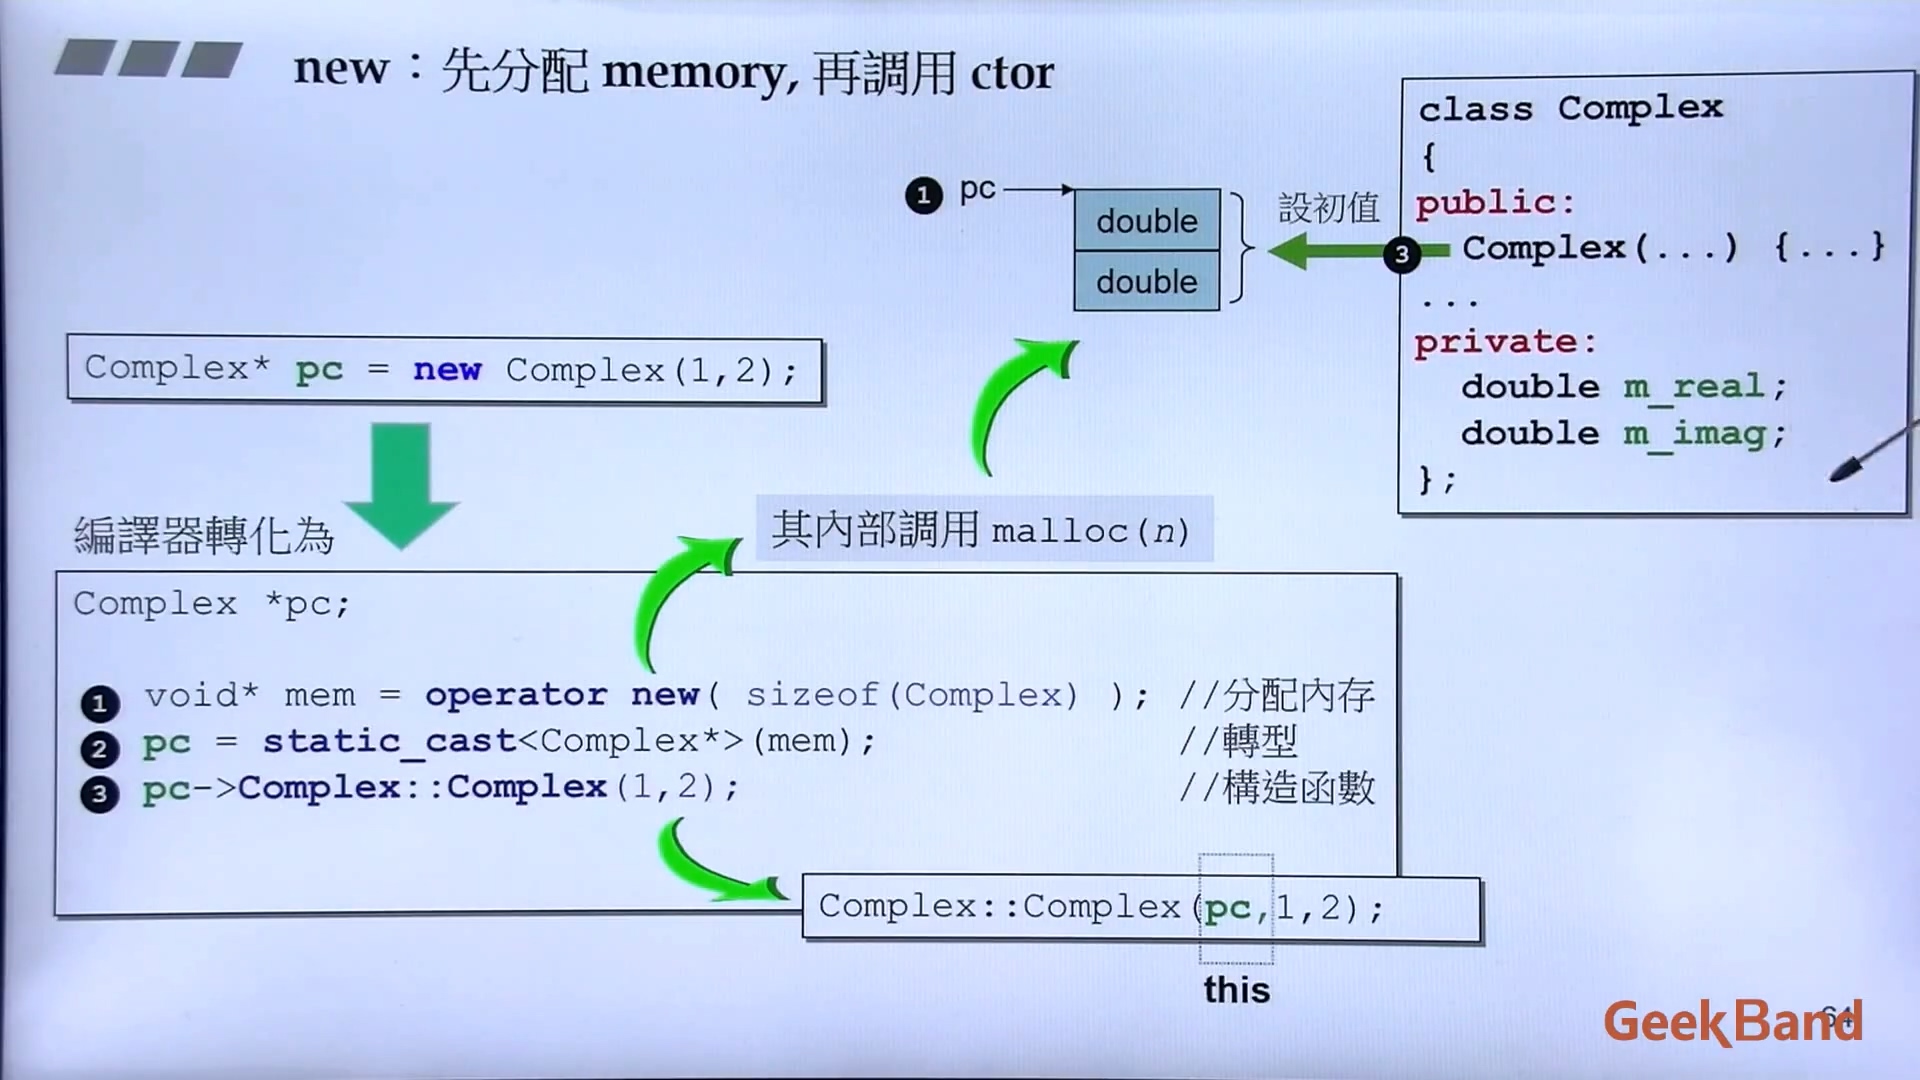 new：先分配 memory, 再調用 ctor
class Complex
{
public:
Complex(...) {...}
...
private:
double m_real;
double m_imag;
};
1 pc
double
double
設初值
3
Complex* pc = new Complex(1,2);
編譯器轉化為
其內部調用 malloc(n)
Complex *pc;
1 void* mem = operator new( sizeof(Complex) ); //分配內存
2 pc = static_cast<Complex*>(mem); //轉型
3 pc->Complex::Complex(1,2); //構造函數
Complex::Complex(pc,1,2);
this
64
GeekBand